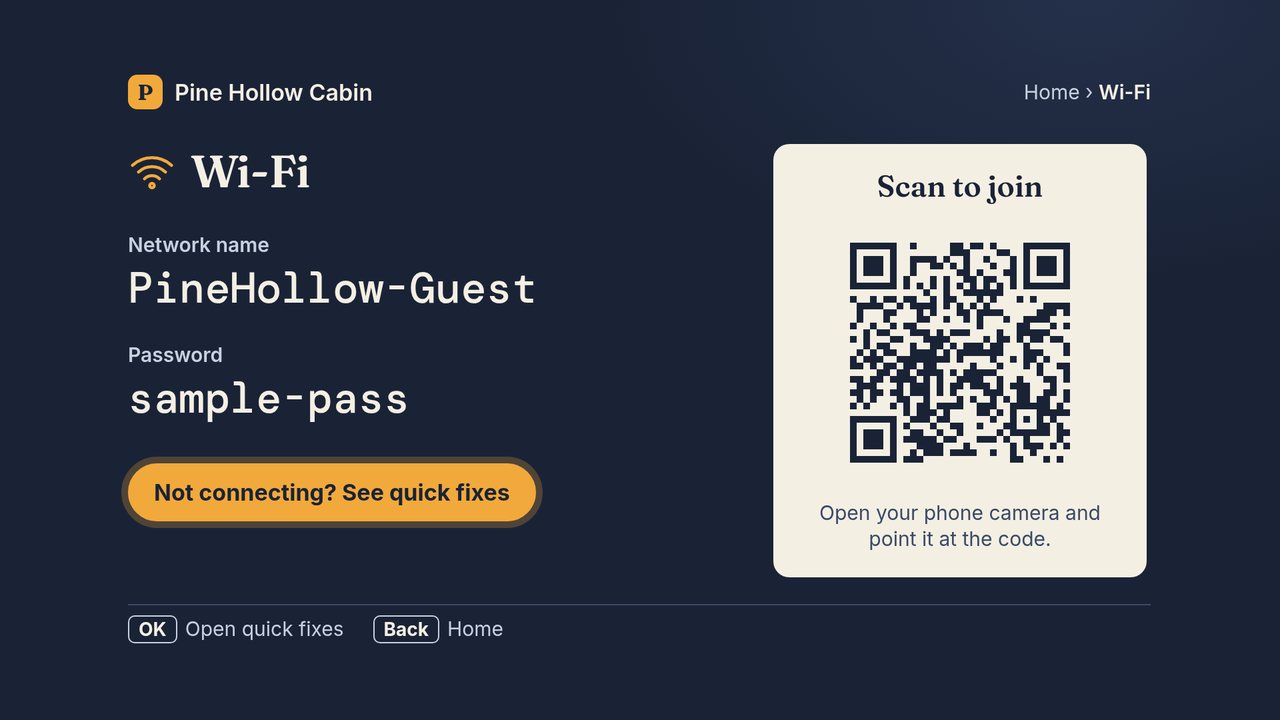 P Pine Hollow Cabin
Home › Wi-Fi
Wi-Fi
Network name
PineHollow-Guest
Password
sample-pass
Not connecting? See quick fixes
Scan to join
Open your phone camera and
point it at the code.
OK Open quick fixes Back Home